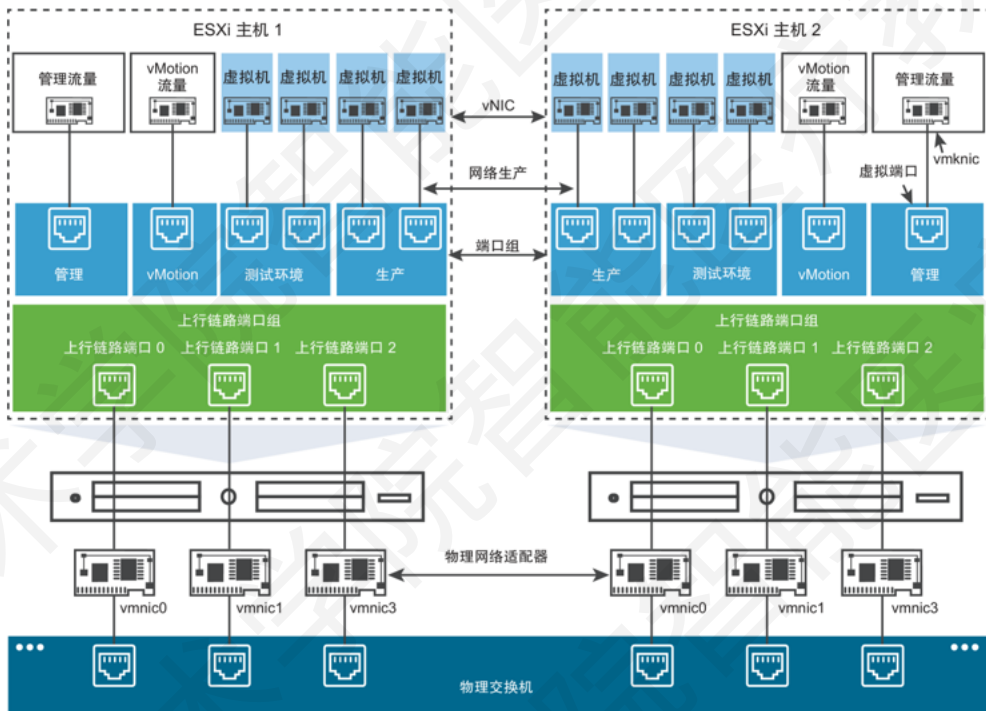 ESXi 主机 1
ESXi 主机 2
管理流量
vMotion
流量
虚拟机
虚拟机
虚拟机
虚拟机
vNIC
虚拟机
虚拟机
虚拟机
虚拟机
vMotion
流量
管理流量
vmknic
网络生产
虚拟端口
端口组
管理
vMotion
测试环境
生产
生产
测试环境
vMotion
管理
上行链路端口组
上行链路端口 0
上行链路端口 1
上行链路端口 2
上行链路端口组
上行链路端口 0
上行链路端口 1
上行链路端口 2
物理网络适配器
vmnic0
vmnic1
vmnic3
vmnic0
vmnic1
vmnic3
物理交换机